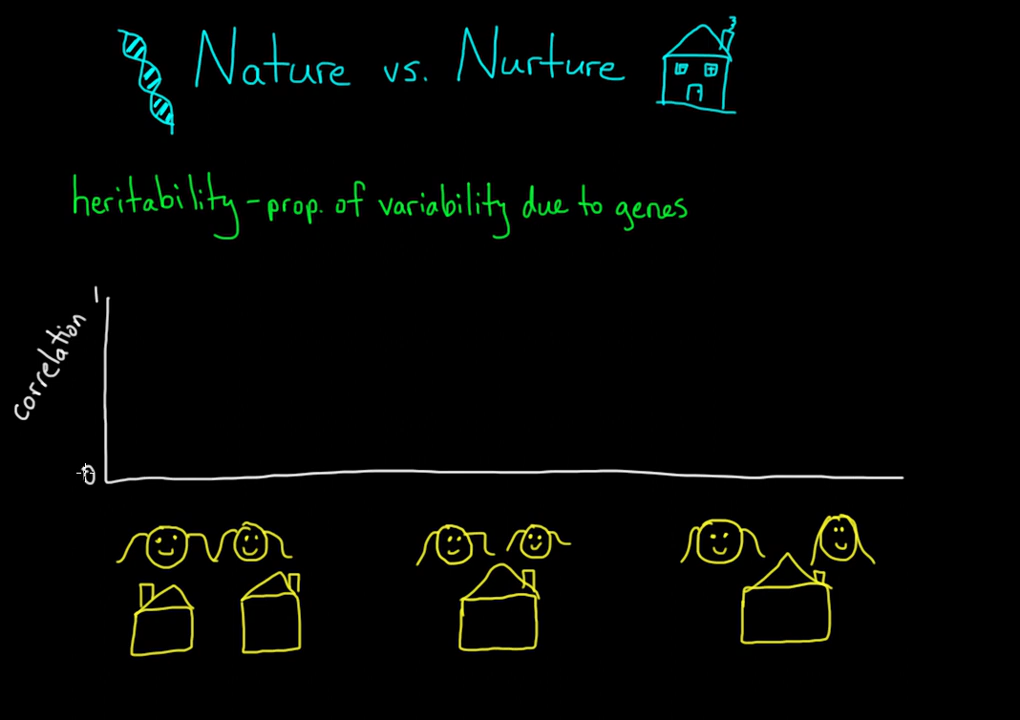 Nature vs. Nurture
heritability - prop. of variability due to genes
1
Correlation
0